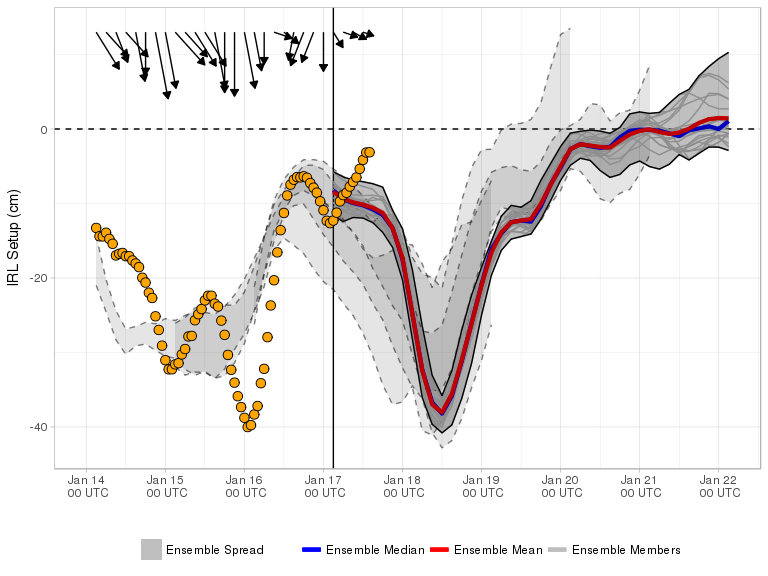 IRL Setup (cm)
0
-20
-40
Jan 14 Jan 15 Jan 16 Jan 17 Jan 18 Jan 19 Jan 20 Jan 21 Jan 22
00 UTC 00 UTC 00 UTC 00 UTC 00 UTC 00 UTC 00 UTC 00 UTC 00 UTC
Ensemble Spread Ensemble Median Ensemble Mean Ensemble Members